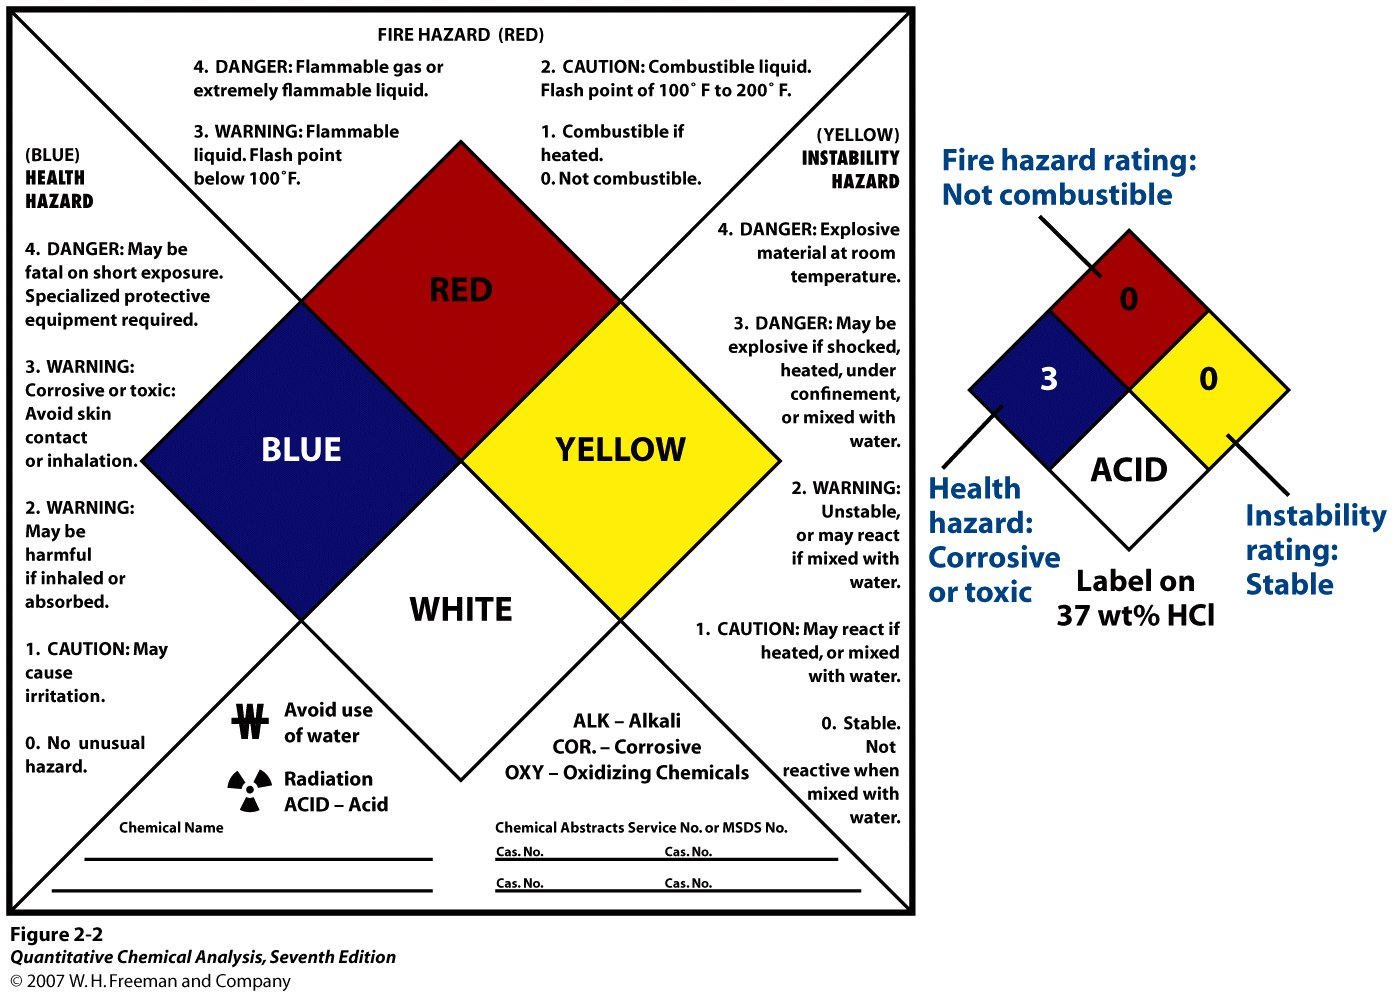 FIRE HAZARD (RED)
4. DANGER: Flammable gas or
extremely flammable liquid.
3. WARNING: Flammable
liquid. Flash point
below 100˚F.
2. CAUTION: Combustible liquid.
Flash point of 100˚ F to 200˚ F.
1. Combustible if
heated.
0. Not combustible.
(BLUE)
HEALTH
HAZARD
4. DANGER: May be
fatal on short exposure.
Specialized protective
equipment required.
3. WARNING:
Corrosive or toxic:
Avoid skin
contact
or inhalation.
2. WARNING:
May be
harmful
if inhaled or
absorbed.
1. CAUTION: May
cause
irritation.
0. No unusual
hazard.
(YELLOW)
INSTABILITY
HAZARD
4. DANGER: Explosive
material at room
temperature.
3. DANGER: May be
explosive if shocked,
heated, under
confinement,
or mixed with
water.
2. WARNING:
Unstable,
or may react
if mixed with
water.
1. CAUTION: May react if
heated, or mixed
with water.
0. Stable.
Not
reactive when
mixed with
water.
RED
BLUE
YELLOW
WHITE
W
Avoid use
of water
Radiation
ACID – Acid
ALK – Alkali
COR. – Corrosive
OXY – Oxidizing Chemicals
Chemical Name
Chemical Abstracts Service No. or MSDS No.
Cas. No. Cas. No.
Cas. No. Cas. No.
Fire hazard rating:
Not combustible
0
3
0
ACID
Health
hazard:
Corrosive
or toxic
Instability
rating:
Stable
Label on
37 wt% HCl
Figure 2-2
Quantitative Chemical Analysis, Seventh Edition
© 2007 W. H. Freeman and Company